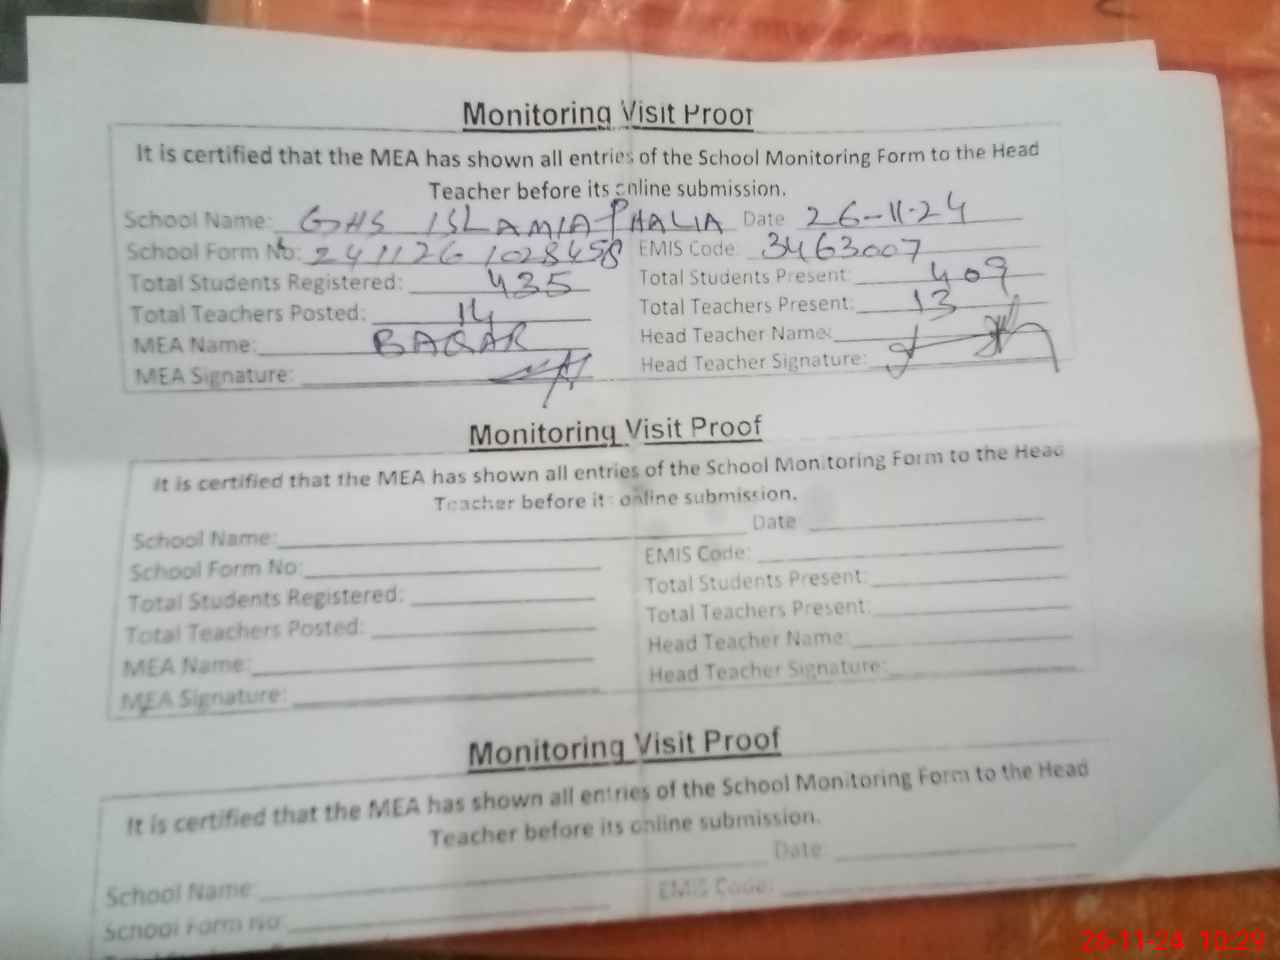 Monitoring Visit Proof
It is certified that the MEA has shown all entries of the School Monitoring Form to the Head
Teacher before its online submission.
School Name: GHS ISLAMIA PHALIA Date 26-11-24
School Form No: 241126 1028458 EMIS Code: 3463007
Total Students Registered: 435 Total Students Present: 409
Total Teachers Posted: 14 Total Teachers Present: 13
MEA Name: BAQAR Head Teacher Name:
MEA Signature: Head Teacher Signature:
Monitoring Visit Proof
It is certified that the MEA has shown all entries of the School Monitoring Form to the Head
Teacher before its online submission.
School Name: Date
School Form No: EMIS Code:
Total Students Registered: Total Students Present:
Total Teachers Posted: Total Teachers Present:
MEA Name: Head Teacher Name:
MEA Signature: Head Teacher Signature:
Monitoring Visit Proof
It is certified that the MEA has shown all entries of the School Monitoring Form to the Head
Teacher before its online submission.
School Name: Date
School Form No: EMIS Code:
26-11-24 10:29